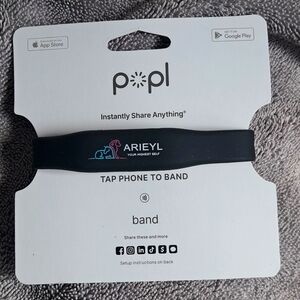 App Store
Google Play
popl
Instantly Share Anything®
ARIEYL
YOUR HIGHEST SELF
TAP PHONE TO BAND
band
Share these and more
Setup instructions on back